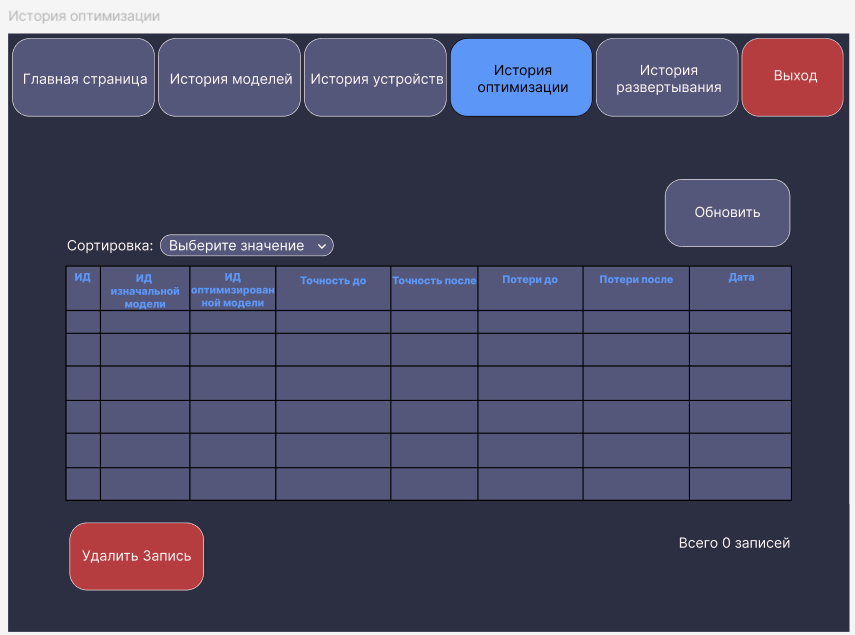 История оптимизации
Главная страница
История моделей
История устройств
История
оптимизации
История
развертывания
Выход
Обновить
Сортировка:
Выберите значение
ИД
ИД
изначальной
модели
ИД
оптимизирован
ной модели
Точность до
Точность после
Потери до
Потери после
Дата
Удалить Запись
Всего 0 записей